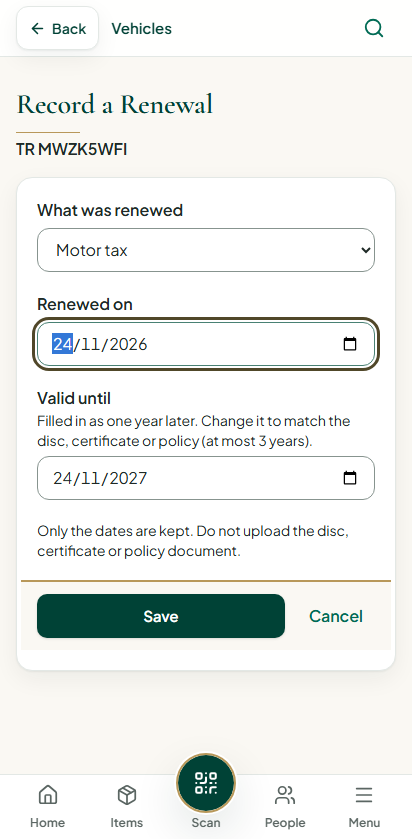 Back
Vehicles
Record a Renewal
TR MWZK5WFI
What was renewed
Motor tax
Renewed on
24/11/2026
Valid until
Filled in as one year later. Change it to match the
disc, certificate or policy (at most 3 years).
24/11/2027
Only the dates are kept. Do not upload the disc,
certificate or policy document.
Save
Cancel
Home
Items
Scan
People
Menu